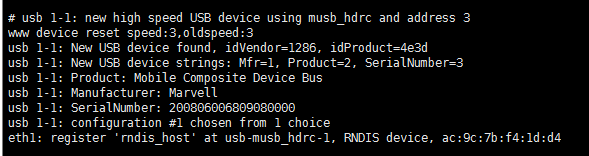 # usb 1-1: new high speed USB device using musb_hdrc and address 3
www device reset speed:3,oldspeed:3
usb 1-1: New USB device found, idVendor=1286, idProduct=4e3d
usb 1-1: New USB device strings: Mfr=1, Product=2, SerialNumber=3
usb 1-1: Product: Mobile Composite Device Bus
usb 1-1: Manufacturer: Marvell
usb 1-1: SerialNumber: 200806006809080000
usb 1-1: configuration #1 chosen from 1 choice
eth1: register 'rndis_host' at usb-musb_hdrc-1, RNDIS device, ac:9c:7b:f4:1d:d4